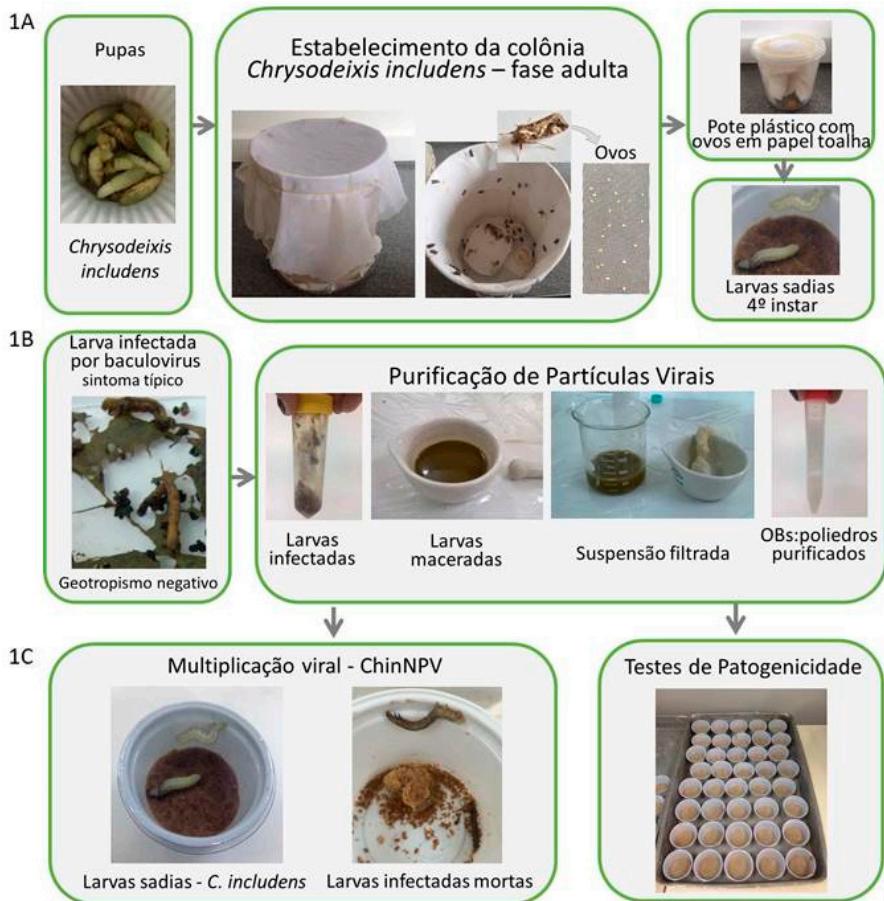 1A
Pupas
Chrysodeixis
includens
Estabelecimento da colônia
Chrysodeixis includens – fase adulta
Ovos
Pote plástico com
ovos em papel toalha
Larvas sadias
4º instar
1B
Larva infectada
por baculovirus
sintoma típico
Geotropismo negativo
Purificação de Partículas Virais
Larvas
infectadas
Larvas
maceradas
Suspensão filtrada
OBs:poliedros
purificados
1C
Multiplicação viral - ChinNPV
Larvas sadias - C. includens
Larvas infectadas mortas
Testes de Patogenicidade